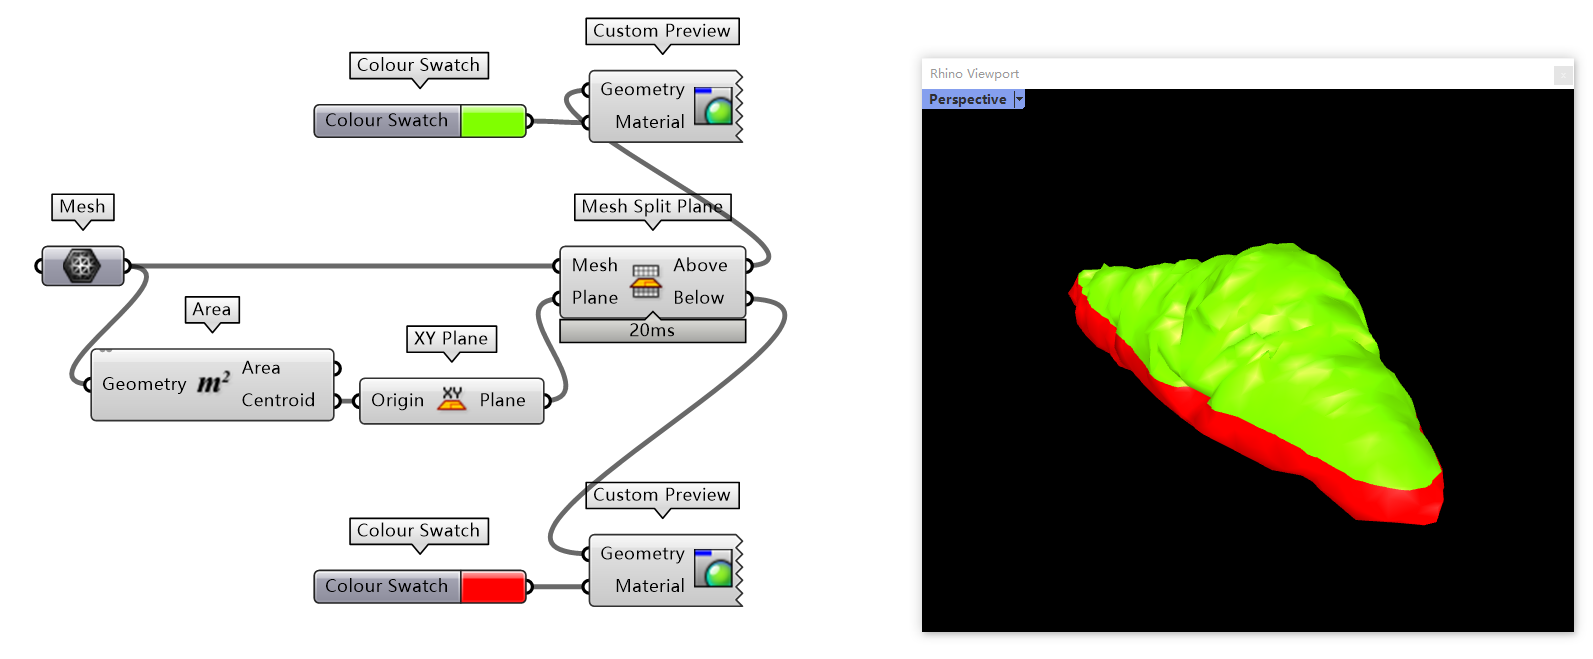 Custom Preview
Colour Swatch
Geometry
Material
Colour Swatch
Mesh
Mesh Split Plane
Mesh
Plane
Above
Below
20ms
Area
Geometry
m²
Area
Centroid
XY Plane
Origin
XY
Plane
Custom Preview
Colour Swatch
Geometry
Material
Colour Swatch
Rhino Viewport
Perspective